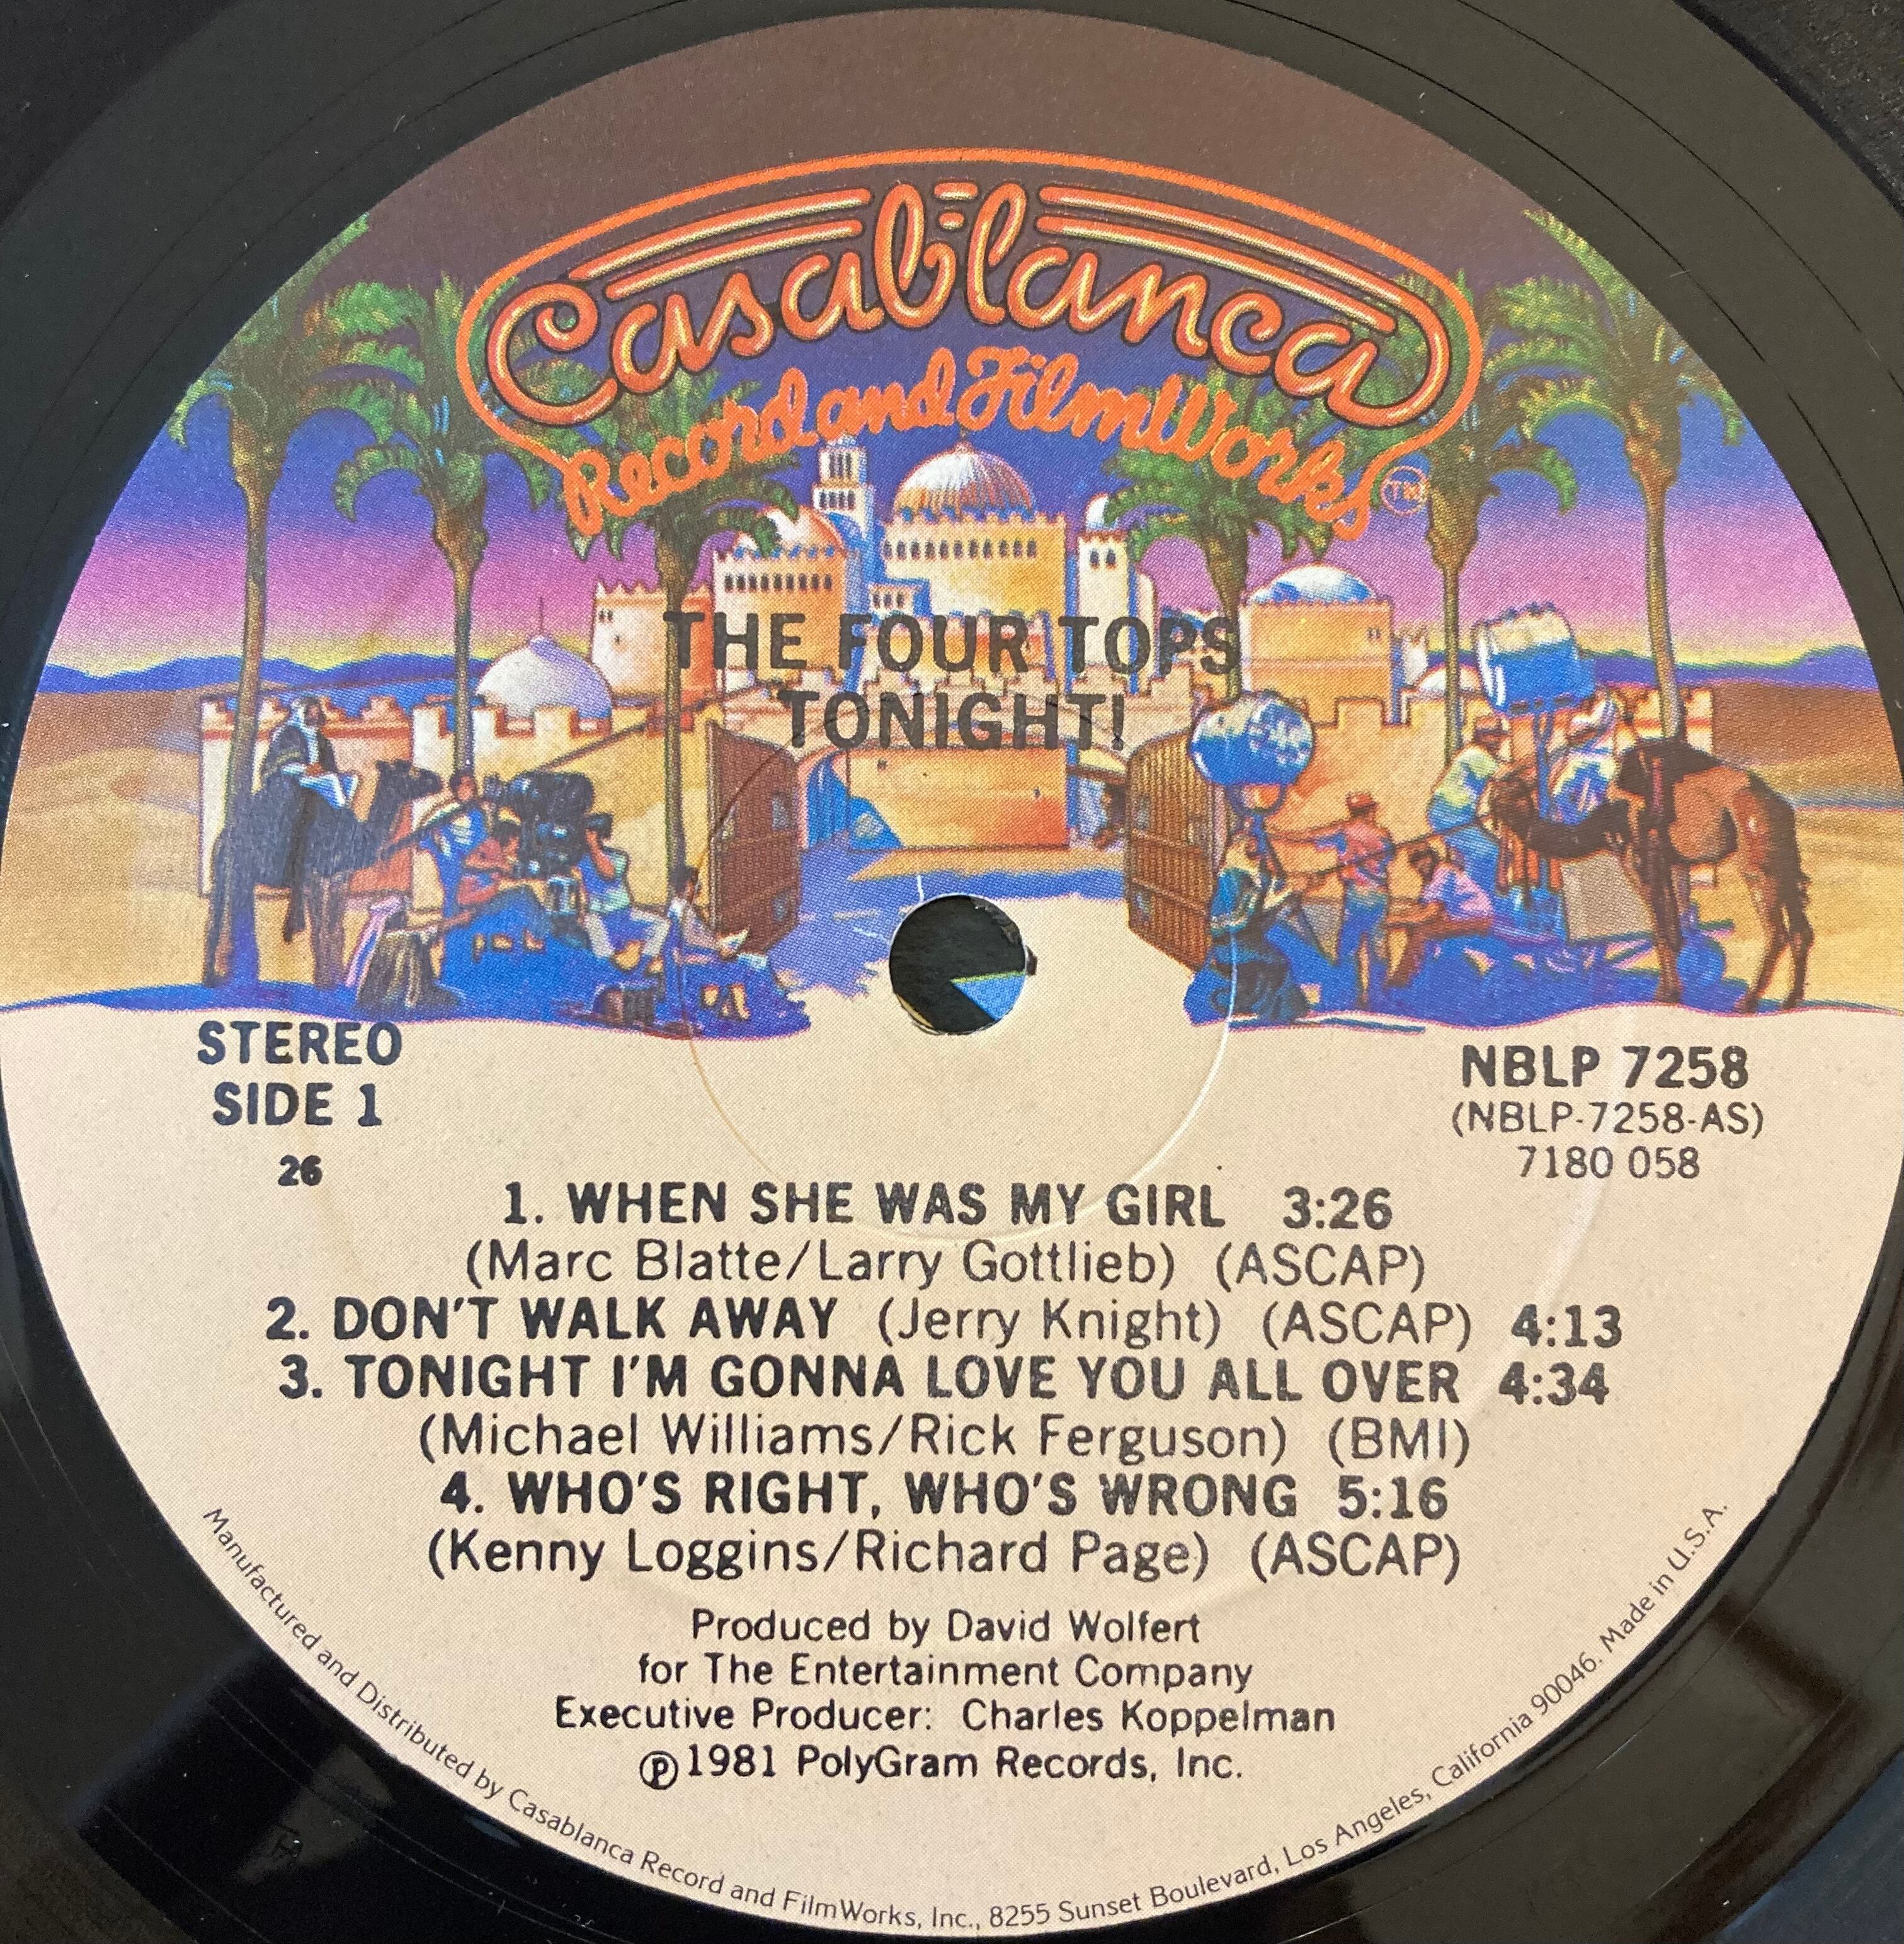 Casablanca
Record and FilmWorks
TM
THE FOUR TOPS
TONIGHT!
STEREO
SIDE 1
26
NBLP 7258
(NBLP-7258-AS)
7180 058
1. WHEN SHE WAS MY GIRL 3:26
(Marc Blatte/Larry Gottlieb) (ASCAP)
2. DON'T WALK AWAY (Jerry Knight) (ASCAP) 4:13
3. TONIGHT I'M GONNA LOVE YOU ALL OVER 4:34
(Michael Williams/Rick Ferguson) (BMI)
4. WHO'S RIGHT, WHO'S WRONG 5:16
(Kenny Loggins/Richard Page) (ASCAP)
Produced by David Wolfert
for The Entertainment Company
Executive Producer: Charles Koppelman
℗1981 PolyGram Records, Inc.
Manufactured and Distributed by Casablanca Record and FilmWorks, Inc., 8255 Sunset Boulevard, Los Angeles, California 90046. Made in U.S.A.